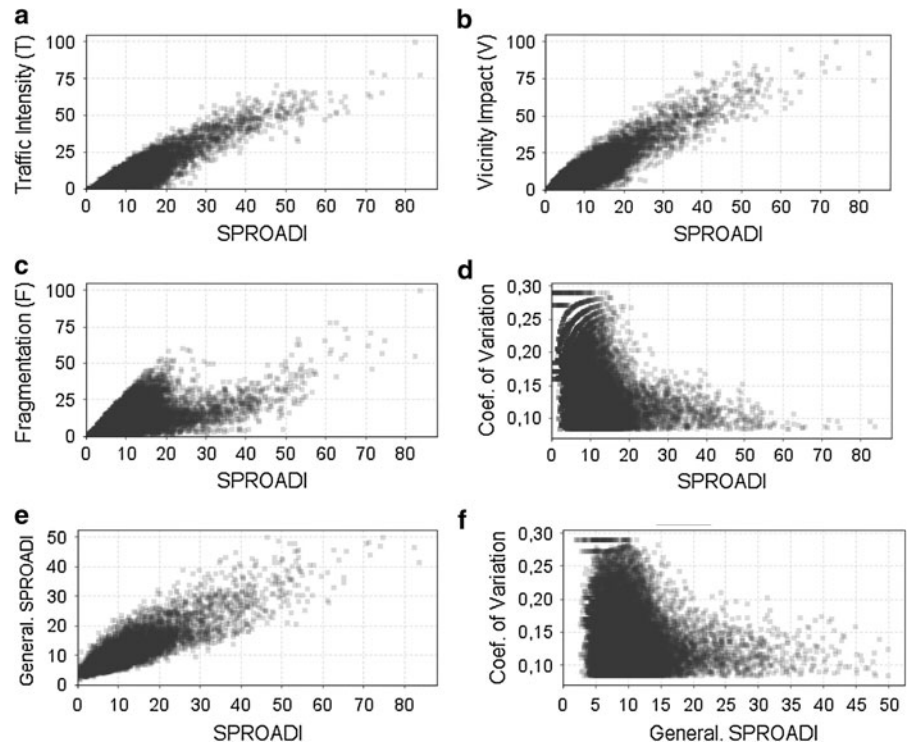 a
Traffic Intensity (T)
100
75
50
25
0
0 10 20 30 40 50 60 70 80
SPROADI
b
Vicinity Impact (V)
100
75
50
25
0
0 10 20 30 40 50 60 70 80
SPROADI
c
Fragmentation (F)
100
75
50
25
0
0 10 20 30 40 50 60 70 80
SPROADI
d
Coef. of Variation
0,30
0,25
0,20
0,15
0,10
0 10 20 30 40 50 60 70 80
SPROADI
e
General. SPROADI
50
40
30
20
10
0
0 10 20 30 40 50 60 70 80
SPROADI
f
Coef. of Variation
0,30
0,25
0,20
0,15
0,10
0 5 10 15 20 25 30 35 40 45 50
General. SPROADI